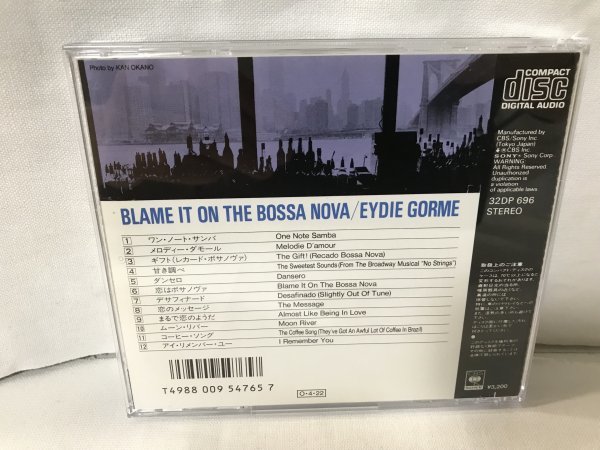 Photo by KAN OKANO
COMPACT
disc
DIGITAL AUDIO
Manufactured by
CBS/Sony Inc.
(Tokyo Japan)
CBS Inc.
SONY® Sony Corp.
WARNING:
All Rights Reserved
Unauthorized
duplication is
a violation
of applicable laws.
32DP 696
STEREO
BLAME IT ON THE BOSSA NOVA/EYDIE GORME
1 ワン・ノート・サンバ One Note Samba
2 メロディー・ダモール Melodie D'amour
3 ギフト(レカード・ボサノヴァ) The Gift! (Recado Bossa Nova)
4 甘き調べ The Sweetest Sounds (From The Broadway Musical "No Strings")
5 ダンセロ Dansero
6 恋はボサノヴァ Blame It On The Bossa Nova
7 デサフィナード Desafinado (Slightly Out Of Tune)
8 恋のメッセージ The Message
9 まるで恋のようだ Almost Like Being In Love
10 ムーン・リバー Moon River
11 コーヒー・ソング The Coffee Song (They've Got An Awful Lot Of Coffee In Brazil)
12 アイ・リメンバー・ユー I Remember You
取扱上のご注意
T4988 009 54765 7
O-4-22
¥3,200